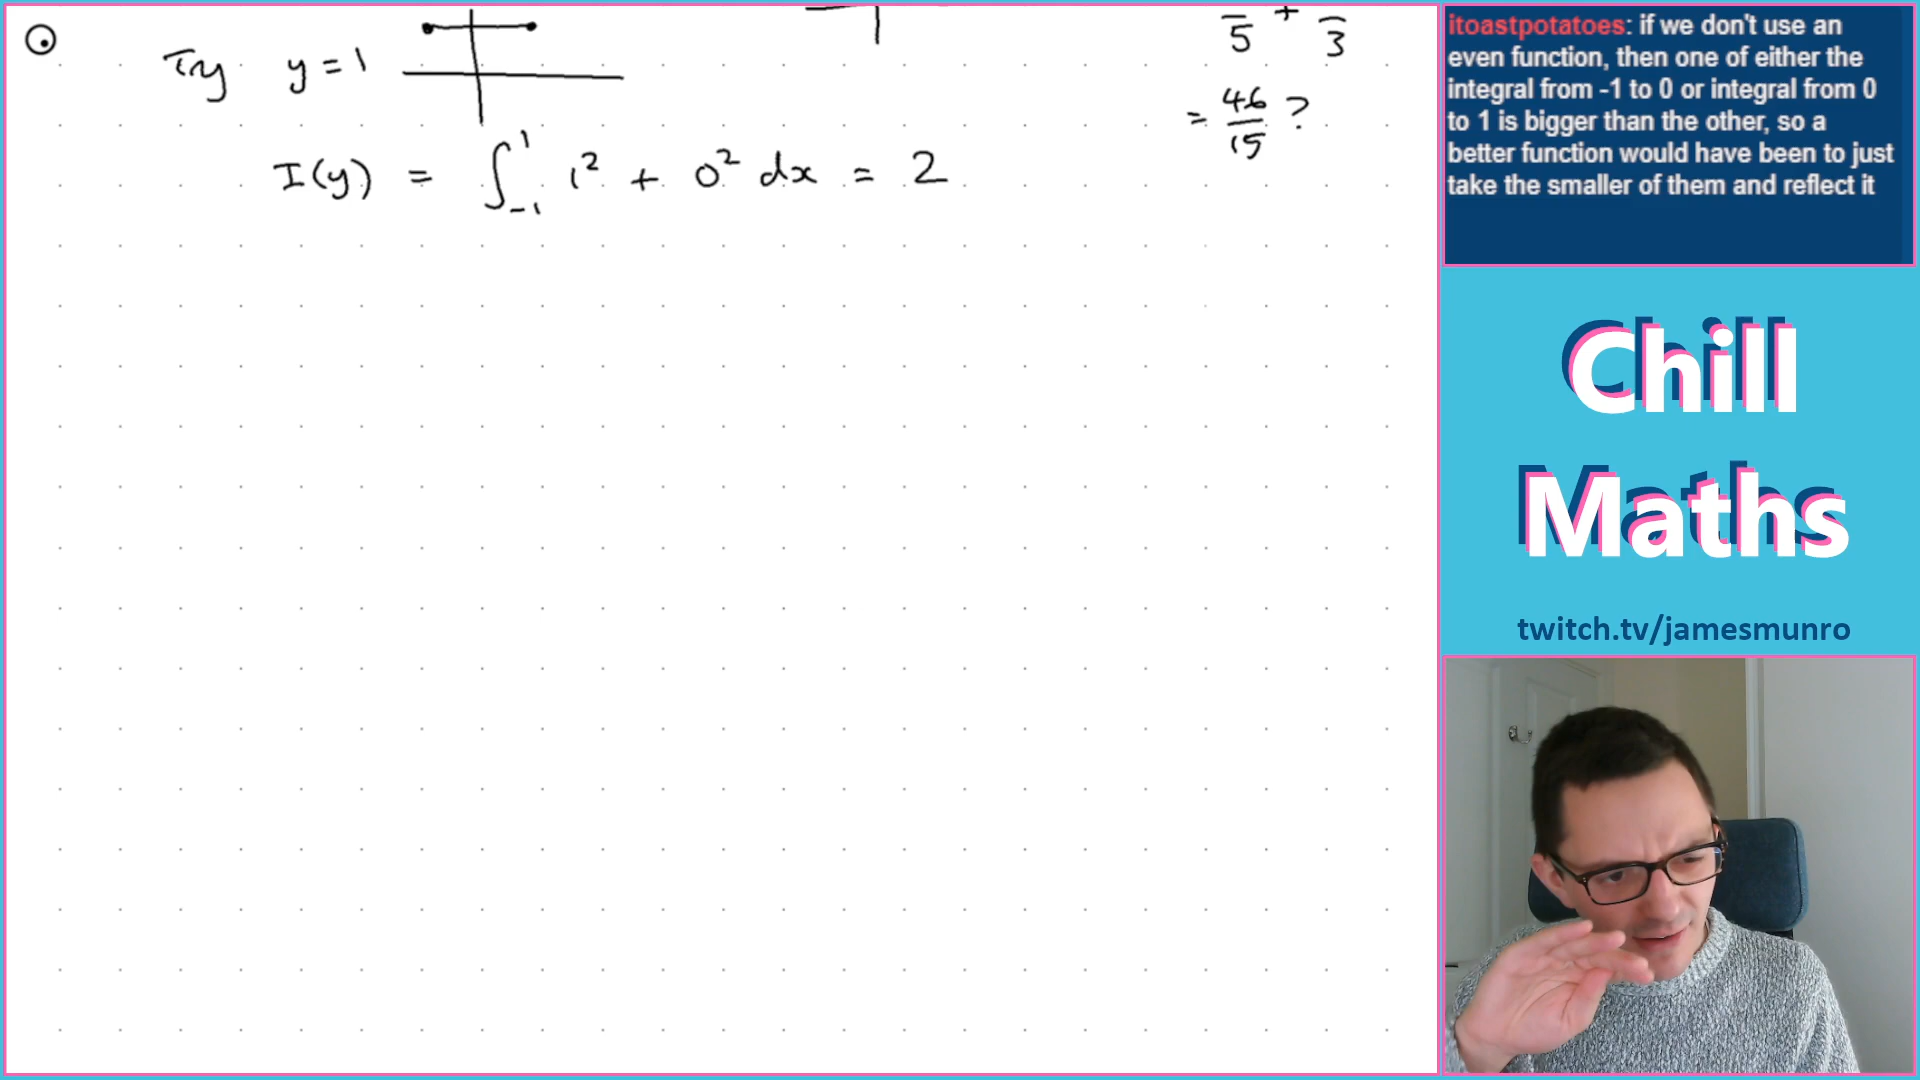 Try y = 1
I(y) = ∫₋₁¹ 1² + 0² dx = 2
5 + 3
= 46/15 ?
itoastpotatoes: if we don't use an
even function, then one of either the
integral from -1 to 0 or integral from 0
to 1 is bigger than the other, so a
better function would have been to just
take the smaller of them and reflect it
Chill
Maths
twitch.tv/jamesmunro